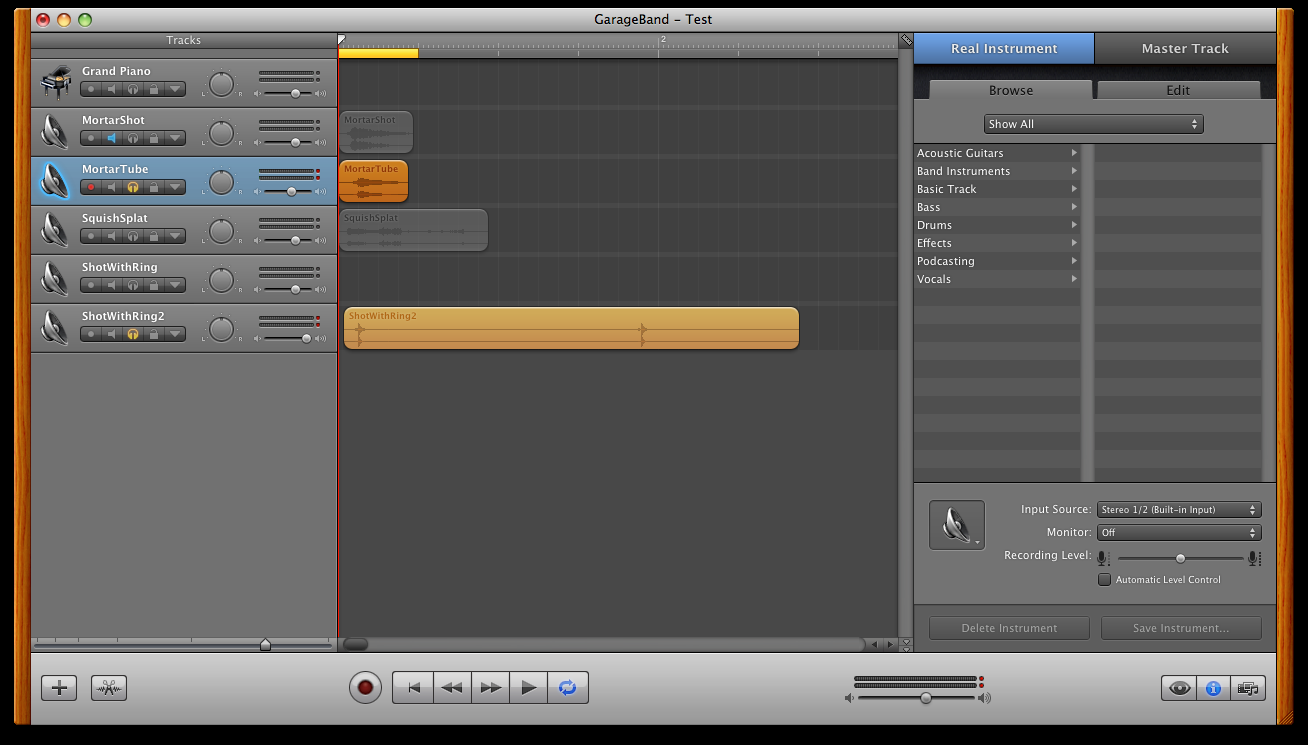 GarageBand – Test
Tracks
2
Real Instrument
Master Track
Grand Piano
L R
Browse
Edit
Show All
MortarShot
L R
MortarShot
MortarTube
L R
MortarTube
SquishSplat
L R
SquishSplat
ShotWithRing
L R
ShotWithRing2
L R
ShotWithRing2
Acoustic Guitars
Band Instruments
Basic Track
Bass
Drums
Effects
Podcasting
Vocals
Input Source: Stereo 1/2 (Built-in Input)
Monitor: Off
Recording Level:
Automatic Level Control
Delete Instrument
Save Instrument...